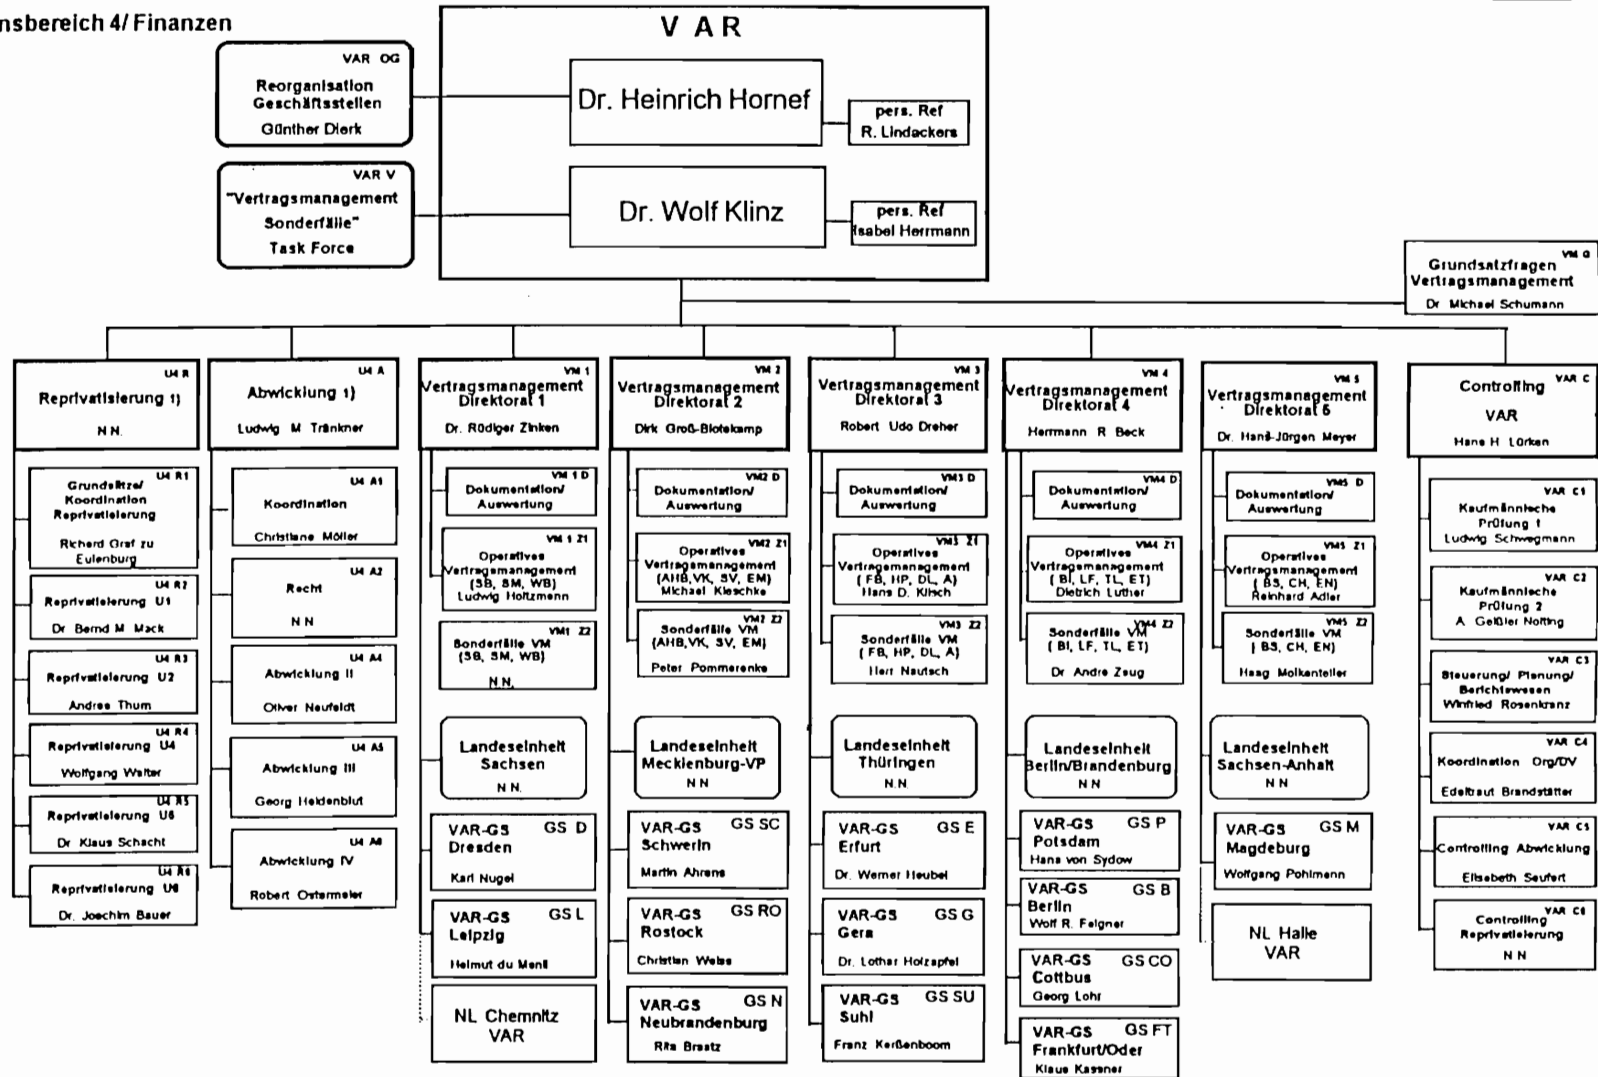 nsbereich 4/ Finanzen
V A R
VAR OG
Reorganisation
Geschäftsstellen
Günther Dierk
Dr. Heinrich Hornef
pers. Ref
R. Lindackers
VAR V
"Vertragsmanagement
Sonderfälle"
Task Force
Dr. Wolf Klinz
pers. Ref
Isabel Herrmann
VM G
Grundsatzfragen
Vertragsmanagement
Dr Michael Schumann
U4 R
Reprivatisierung 1)
N N.
U4 R1
Grundsätze/
Koordination
Reprivatisierung
Richard Graf zu
Eulenburg
U4 R2
Reprivatisierung U1
Dr Bernd M Mack
U4 R3
Reprivatisierung U2
Andree Thum
U4 R4
Reprivatisierung U4
Wolfgang Walter
U4 R5
Reprivatisierung U6
Dr Klaus Schacht
U4 R6
Reprivatisierung
Dr. Joachim Bauer
U4 A
Abwicklung 1)
Ludwig M Tränkner
U4 A1
Koordination
Christiane Möller
U4 A2
Recht
N N
U4 A4
Abwicklung II
Oliver Neufeldt
U4 A5
Abwicklung III
Georg Heidenblut
U4 A6
Abwicklung IV
Robert Ostermeier
VM 1
Vertragsmanagement
Direktorat 1
Dr. Rüdiger Zinken
VM 1 D
Dokumentation/
Auswertung
VM 1 Z1
Operatives
Vertragsmanagement
(SB, SM, WB)
Ludwig Holtzmann
VM1 Z2
Sonderfälle VM
(SB, SM, WB)
N.N.
Landeseinheit
Sachsen
N N.
VAR-GS GS D
Dresden
Karl Nugel
VAR-GS GS L
Leipzig
Helmut du Menil
NL Chemnitz
VAR
VM 2
Vertragsmanagement
Direktorat 2
Dirk Groß-Blotekamp
VM2 D
Dokumentation/
Auswertung
VM2 Z1
Operatives
Vertragsmanagement
(AHB,VK, SV, EM)
Michael Kieschke
VM2 Z2
Sonderfälle VM
(AHB,VK, SV, EM)
Peter Pommerenke
Landeseinheit
Mecklenburg-VP
N N
VAR-GS GS SC
Schwerin
Martin Ahrens
VAR-GS GS RO
Rostock
Christian Weiss
VAR-GS GS N
Neubrandenburg
Rita Braatz
VM 3
Vertragsmanagement
Direktorat 3
Robert Udo Dreher
VM3 D
Dokumentation/
Auswertung
VM3 Z1
Operatives
Vertragsmanagement
( FB, HP, DL, A)
Hans D. Kirsch
VM3 Z2
Sonderfälle VM
( FB, HP, DL, A)
Herr Nautsch
Landeseinheit
Thüringen
N.N
VAR-GS GS E
Erfurt
Dr. Werner Heubel
VAR-GS GS G
Gera
Dr. Lothar Holzapfel
VAR-GS GS SU
Suhl
Franz Kerßenboom
VM 4
Vertragsmanagement
Direktorat 4
Herrmann R Beck
VM4 D
Dokumentation/
Auswertung
VM4 Z1
Operatives
Vertragsmanagement
( BI, LF, TL, ET)
Dietrich Luther
VM4 Z2
Sonderfälle VM
( BI, LF, TL, ET)
Dr Andre Zeug
Landeseinheit
Berlin/Brandenburg
N N
VAR-GS GS P
Potsdam
Hans von Sydow
VAR-GS GS B
Berlin
Wolf R. Felgner
VAR-GS GS CO
Cottbus
Georg Lohr
VAR-GS GS FT
Frankfurt/Oder
Klaus Kassner
VM 5
Vertragsmanagement
Direktorat 5
Dr. Hans-Jürgen Meyer
VM5 D
Dokumentation/
Auswertung
VM5 Z1
Operatives
Vertragsmanagement
( BS, CH, EN)
Reinhard Adler
VM5 Z2
Sonderfälle VM
( BS, CH, EN)
Haag Molkenteller
Landeseinheit
Sachsen-Anhalt
N N
VAR-GS GS M
Magdeburg
Wolfgang Pohlmann
NL Halle
VAR
VAR C
Controlling
VAR
Hans H Lürken
VAR C1
Kaufmännische
Prüfung 1
Ludwig Schwegmann
VAR C2
Kaufmännische
Prüfung 2
A. Geißler Nolting
VAR C3
Steuerung/ Planung/
Berichtswesen
Winfried Rosenkranz
VAR C4
Koordination Org/DV
Edeltraut Brandstätter
VAR C5
Controlling Abwicklung
Elisabeth Seufert
VAR C6
Controlling
Reprivatisierung
N N